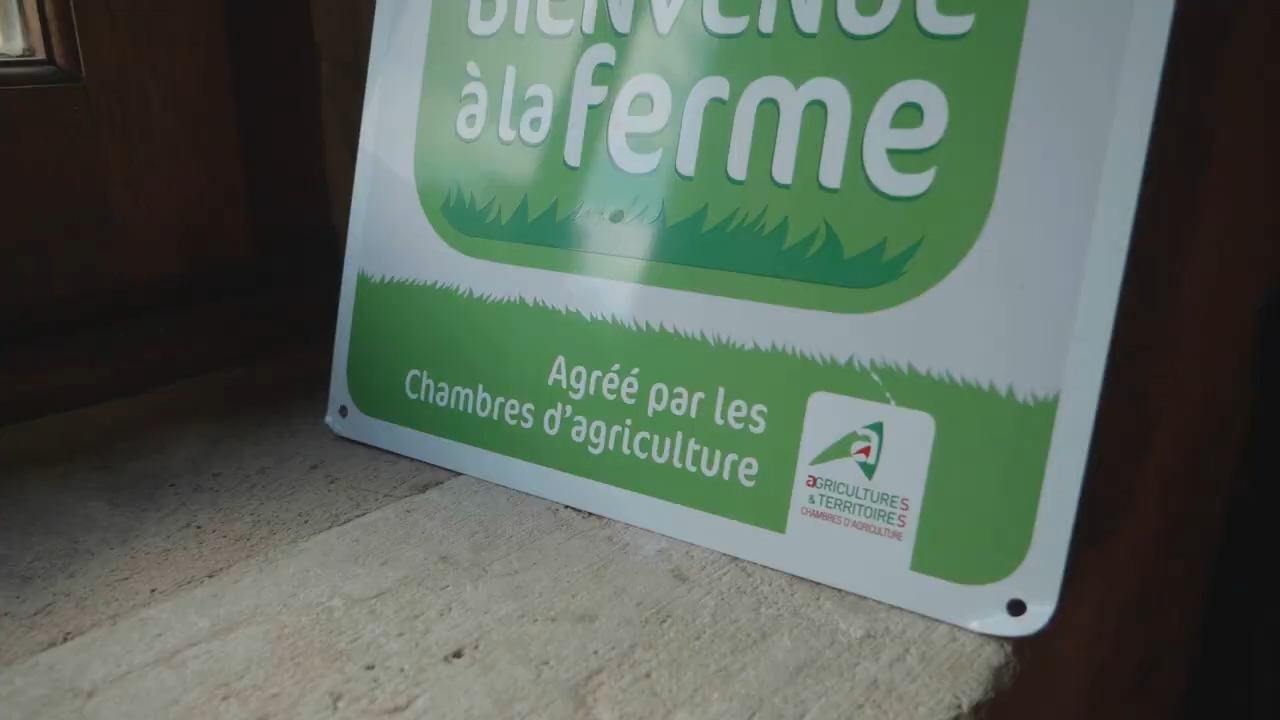 BIENVENUE
à la ferme
Agréé par les
Chambres d'agriculture
a
aGRICULTURES
& TERRITOIRES
CHAMBRES D'AGRICULTURE